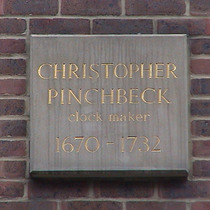 CHRISTOPHER
PINCHBECK
clock maker
1670-1732